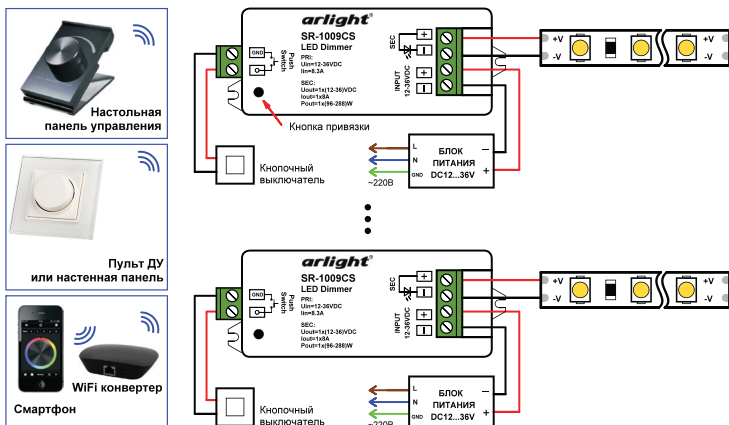 Настольная
панель управления
Пульт ДУ
или настенная панель
WiFi конвертер
Смартфон
arlight®
SR-1009CS
LED Dimmer
PRI:
Uin=12-36VDC
Iin=8.3A
SEC:
Uout=1x(12-36)VDC
Iout=1x8A
Pout=1x(96-288)W
GND
Push
Switch
SEC
+
−
INPUT
12-36VDC
+
−
Кнопка привязки
Кнопочный
выключатель
L
N
GND
~220В
БЛОК
ПИТАНИЯ
DC12...36V
−
+
+V
-V
+V
-V
arlight®
SR-1009CS
LED Dimmer
PRI:
Uin=12-36VDC
Iin=8.3A
SEC:
Uout=1x(12-36)VDC
Iout=1x8A
Pout=1x(96-288)W
GND
Push
Switch
SEC
+
−
INPUT
12-36VDC
+
−
Кнопочный
выключатель
L
N
GND
~220В
БЛОК
ПИТАНИЯ
DC12...36V
−
+
+V
-V
+V
-V